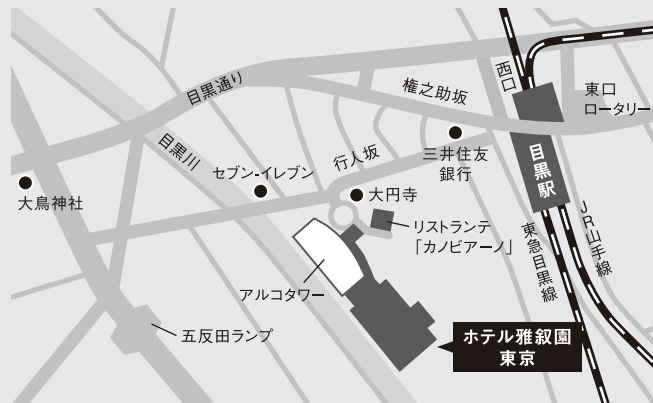 目黒通り
権之助坂
西口
東口
ロータリー
目黒川
セブン-イレブン
行人坂
三井住友
銀行
目黒駅
大鳥神社
大円寺
リストランテ
「カノビアーノ」
東急目黒線
JR山手線
アルコタワー
五反田ランプ
ホテル雅叙園
東京